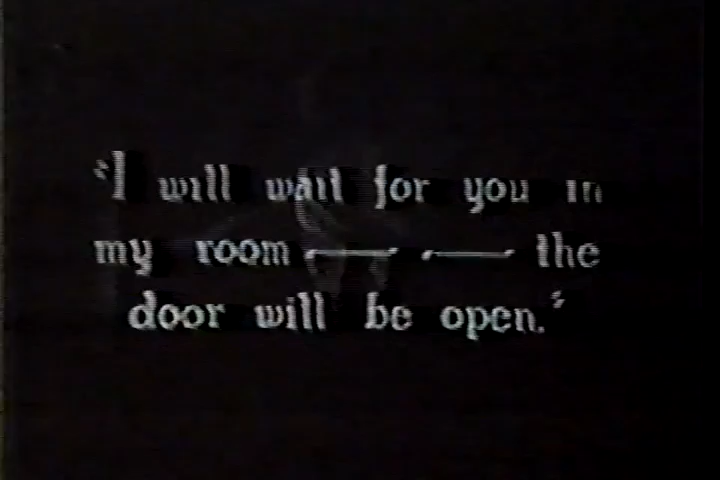 "I will wait for you in
my room — — the
door will be open."